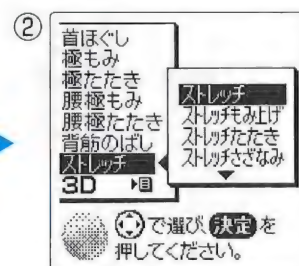 ②
首ほぐし
極もみ
極たたき
腰極もみ
腰極たたき
背筋のばし
ストレッチ
3D
ストレッチ
ストレッチもみ上げ
ストレッチたたき
ストレッチさざなみ
で選び、決定を
押してください。